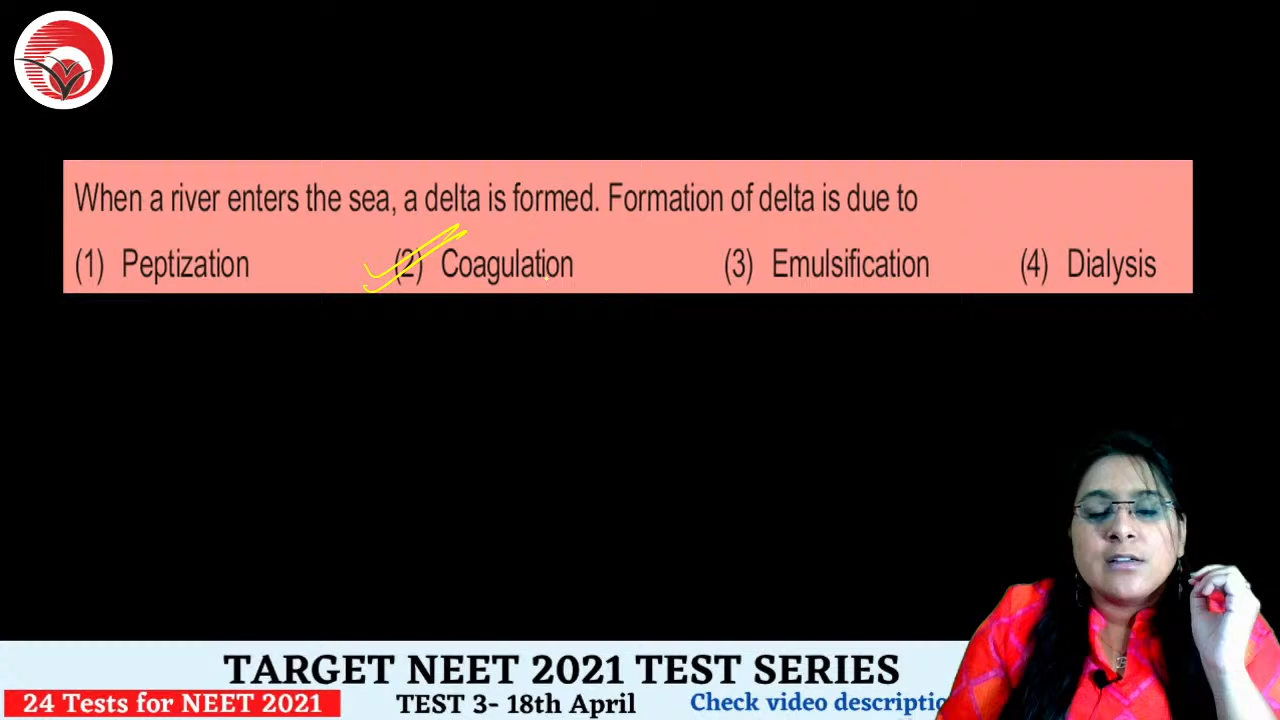 When a river enters the sea, a delta is formed. Formation of delta is due to
(1) Peptization (2) Coagulation (3) Emulsification (4) Dialysis
TARGET NEET 2021 TEST SERIES
24 Tests for NEET 2021 TEST 3- 18th April Check video descriptio